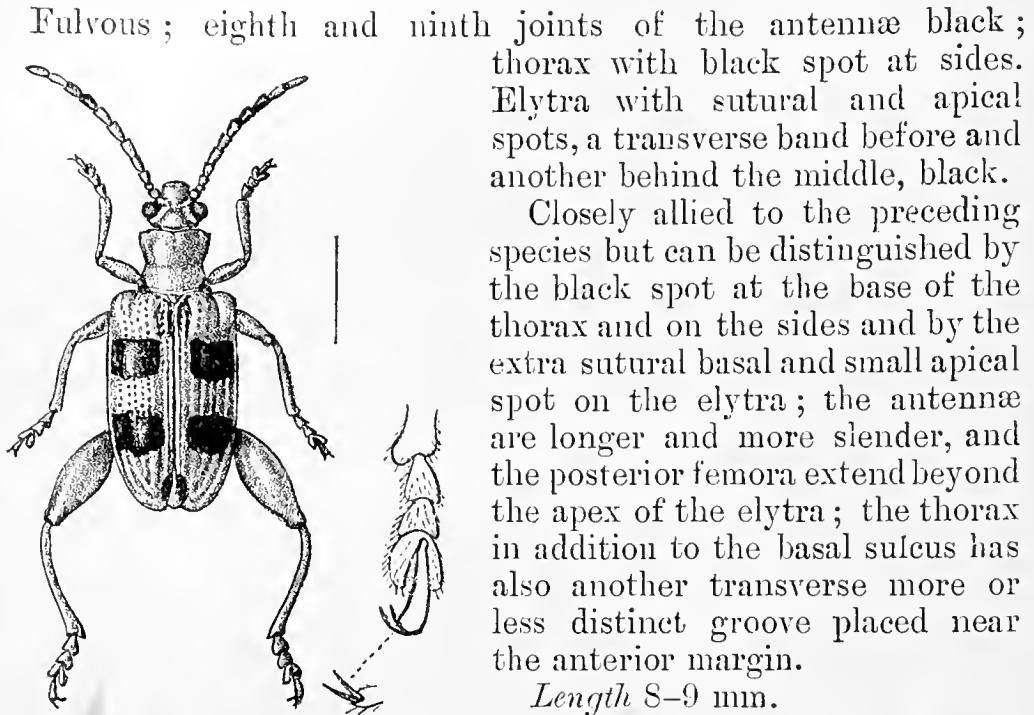 Fulvous ; eighth and ninth joints of the antennæ black ;
thorax with black spot at sides.
Elytra with sutural and apical
spots, a transverse band before and
another behind the middle, black.
Closely allied to the preceding
species but can be distinguished by
the black spot at the base of the
thorax and on the sides and by the
extra sutural basal and small apical
spot on the elytra ; the antennæ
are longer and more slender, and
the posterior femora extend beyond
the apex of the elytra ; the thorax
in addition to the basal sulcus has
also another transverse more or
less distinct groove placed near
the anterior margin.
Length 8–9 mm.